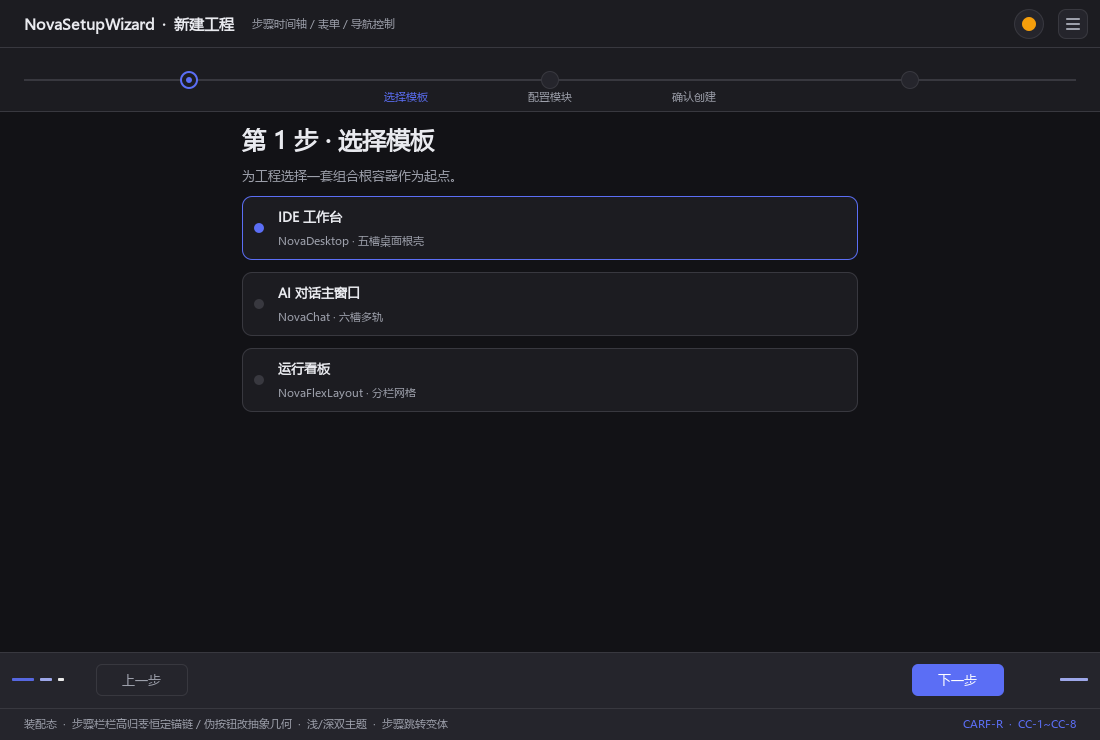 NovaSetupWizard · 新建工程
步骤时间轴 / 表单 / 导航控制
选择模板
配置模块
确认创建
第 1 步 · 选择模板
为工程选择一套组合根容器作为起点。
IDE 工作台
NovaDesktop · 五槽桌面根壳
AI 对话主窗口
NovaChat · 六槽多轨
运行看板
NovaFlexLayout · 分栏网格
上一步
下一步
装配态 · 步骤栏栏高归零恒定锚链 / 伪按钮改抽象几何 · 浅/深双主题 · 步骤跳转变体
CARF-R · CC-1~CC-8